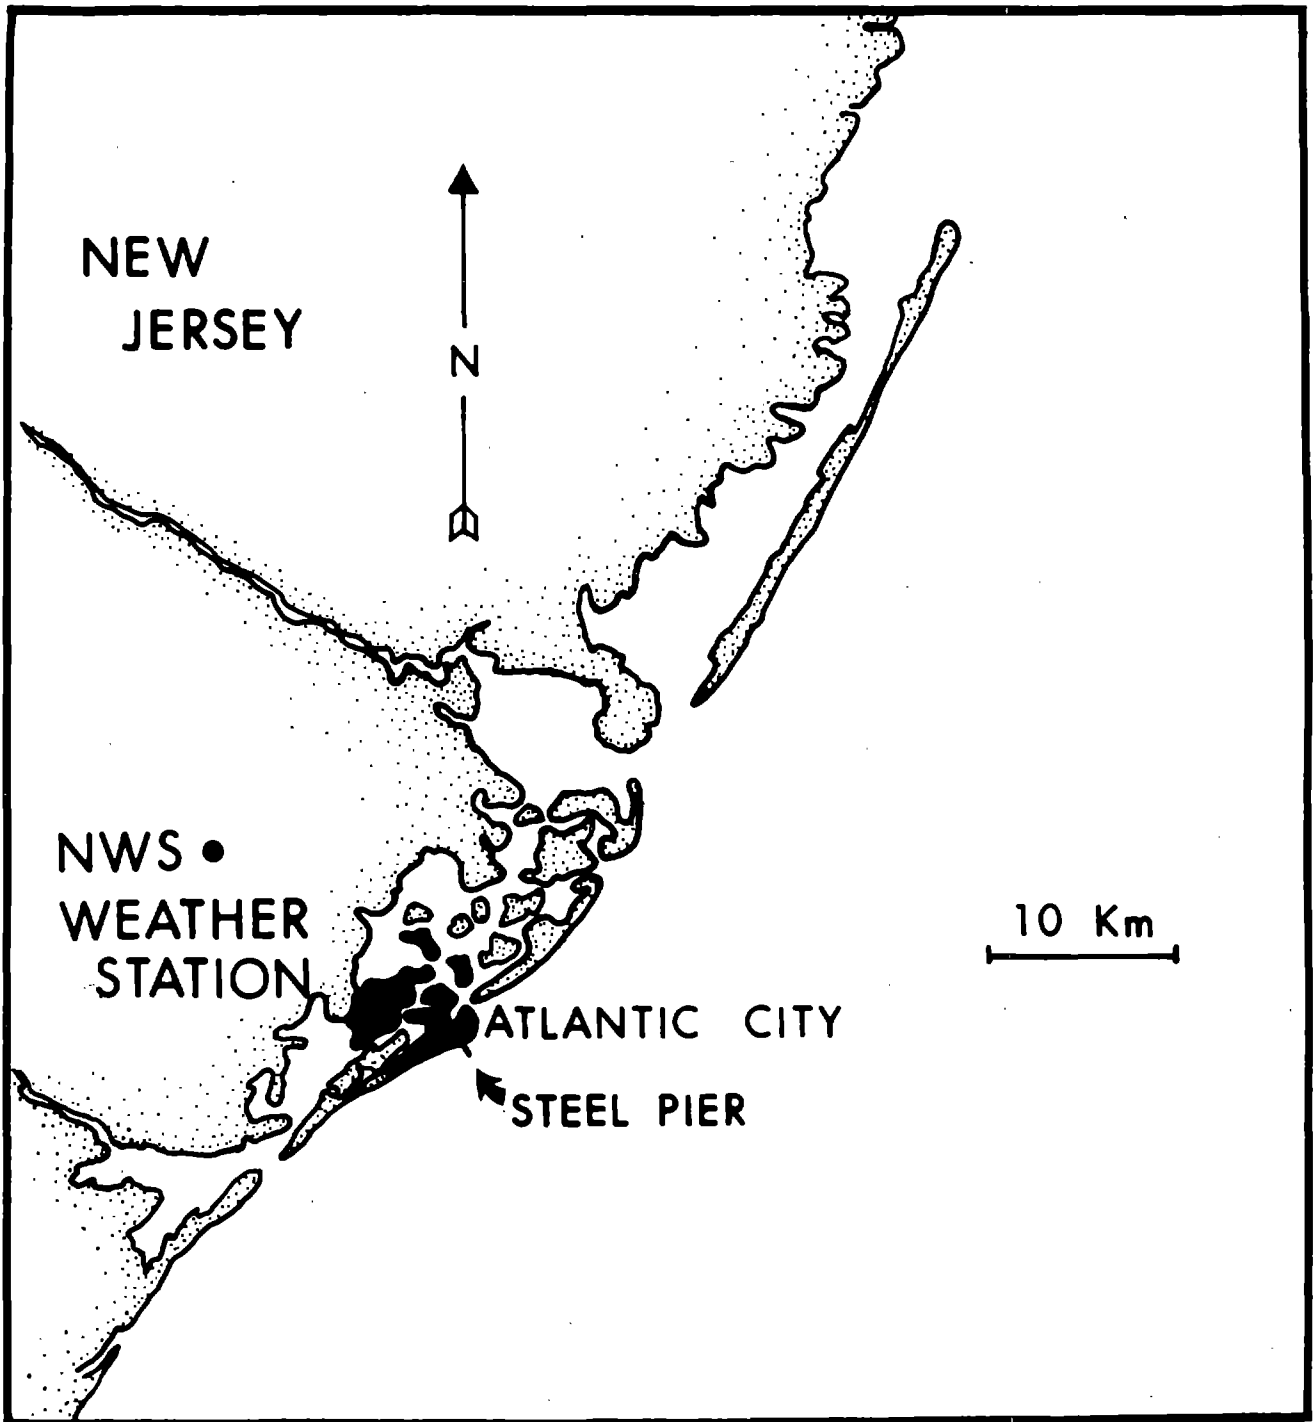 NEW
JERSEY
N
NWS
WEATHER
STATION
10 Km
ATLANTIC CITY
STEEL PIER